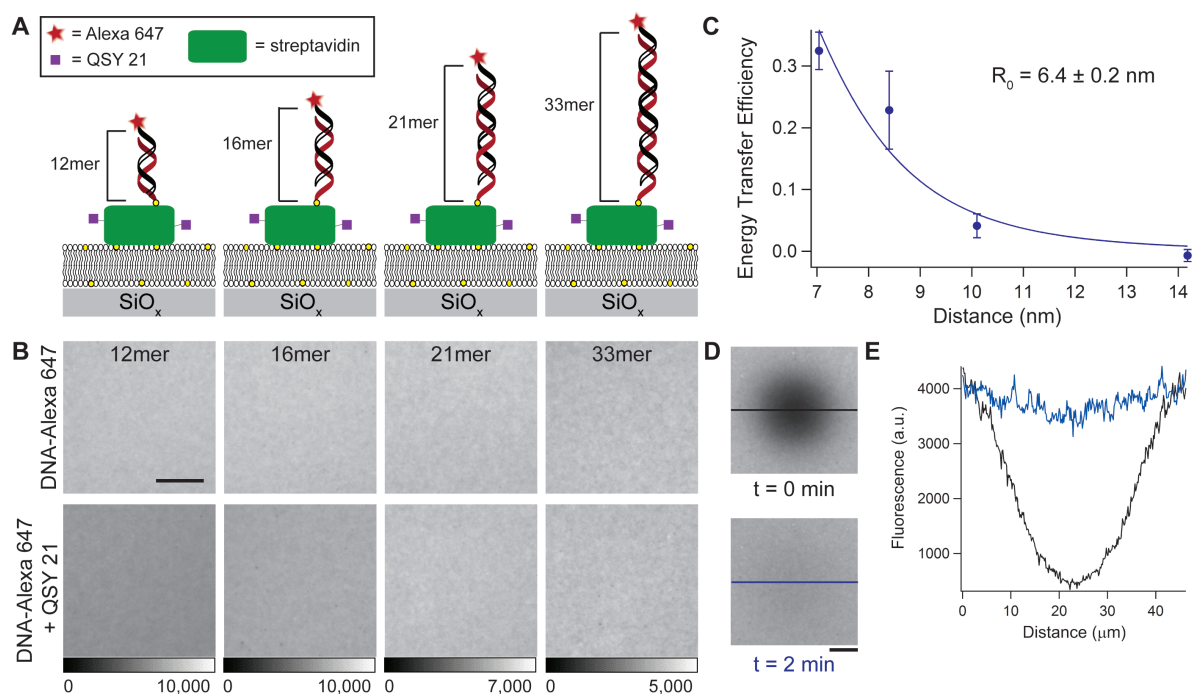 A
= Alexa 647
= QSY 21
= streptavidin
12mer
16mer
21mer
33mer
SiOx
SiOx
SiOx
SiOx
B
DNA-Alexa 647
12mer
16mer
21mer
33mer
DNA-Alexa 647
+ QSY 21
0 10,000
0 10,000
0 7,000
0 5,000
C
Energy Transfer Efficiency
R0 = 6.4 ± 0.2 nm
0.3
0.2
0.1
0.0
7 8 9 10 11 12 13 14
Distance (nm)
D
t = 0 min
t = 2 min
E
Fluorescence (a.u.)
4000
3000
2000
1000
0 10 20 30 40
Distance (μm)